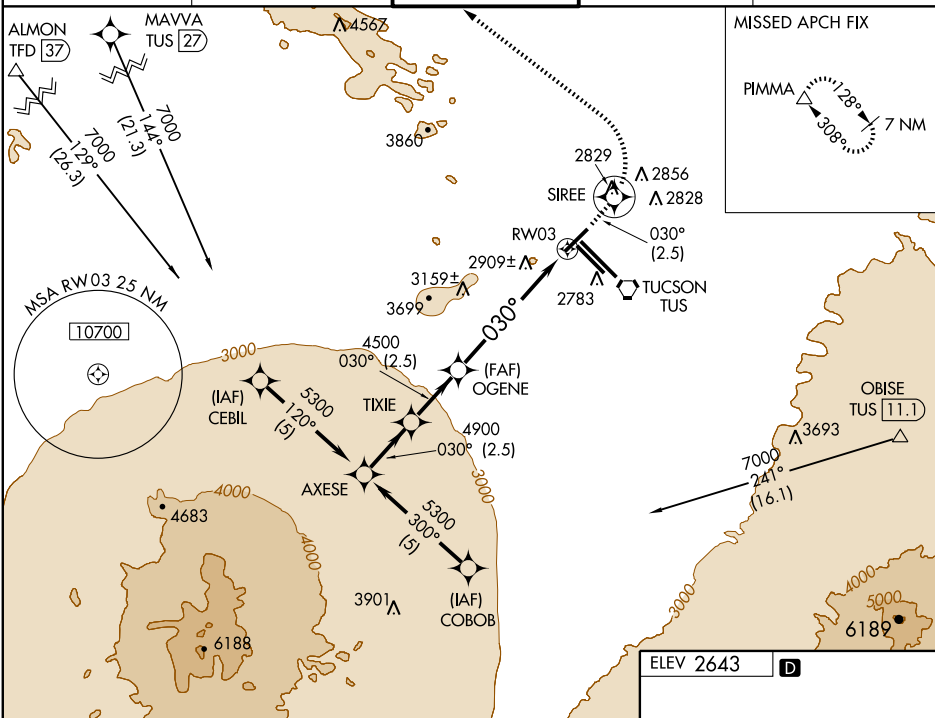 ALMON
TFD 37
MAVVA
TUS 27
4567
MISSED APCH FIX
PIMMA
128°
308°
7 NM
7000
129°
(26.3)
7000
144°
(21.3)
3860
2829
2856
SIREE
2828
RW03
030°
(2.5)
2909±
3159±
2783
TUCSON
TUS
3699
MSA RW03 25 NM
10700
030°
3000
4500
030° (2.5)
(IAF)
CEBIL
5300
120°
(5)
(FAF)
OGENE
TIXIE
4900
030° (2.5)
OBISE
TUS 11.1
3693
7000
241°
(16.1)
AXESE
3000
4000
4683
5300
300°
(5)
4000
(IAF)
COBOB
3901
3000
4000
5000
6189
6188
ELEV 2643
D